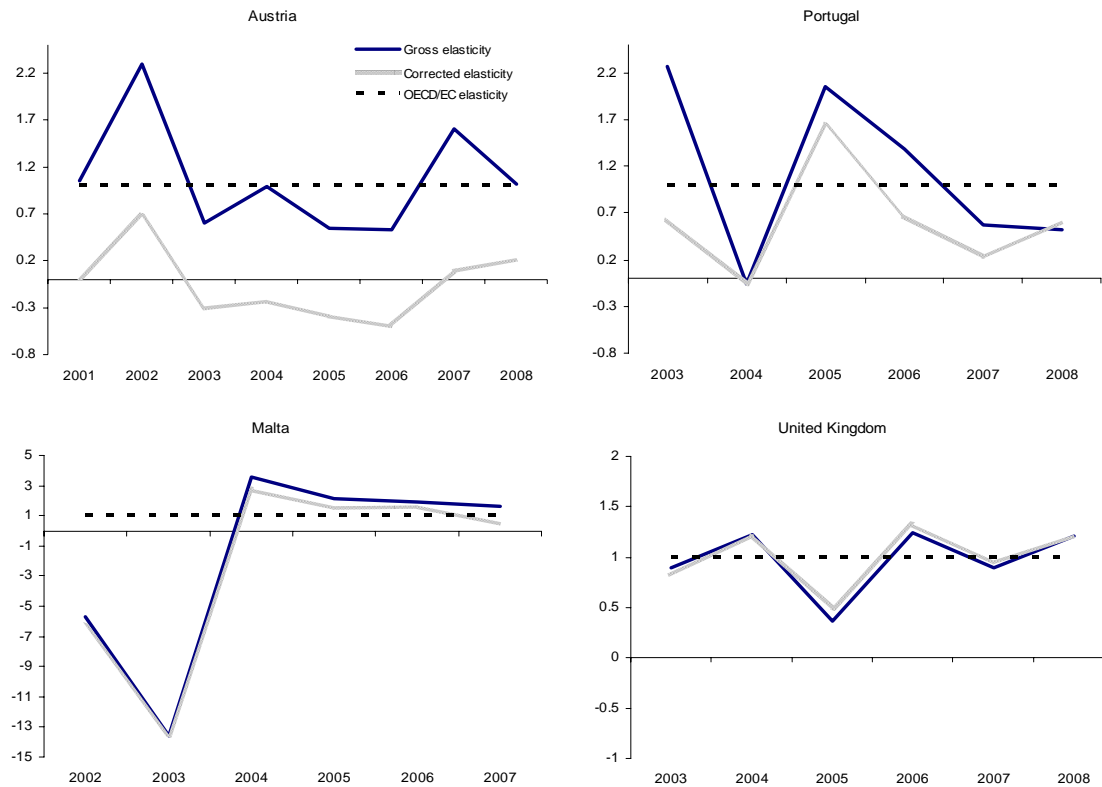 Austria
Gross elasticity
Corrected elasticity
OECD/EC elasticity
2.2
1.7
1.2
0.7
0.2
-0.3
-0.8
2001 2002 2003 2004 2005 2006 2007 2008
Portugal
2.2
1.7
1.2
0.7
0.2
-0.3
-0.8
2003 2004 2005 2006 2007 2008
Malta
5
3
1
-1
-3
-5
-7
-9
-11
-13
-15
2002 2003 2004 2005 2006 2007
United Kingdom
2
1.5
1
0.5
0
-0.5
-1
2003 2004 2005 2006 2007 2008